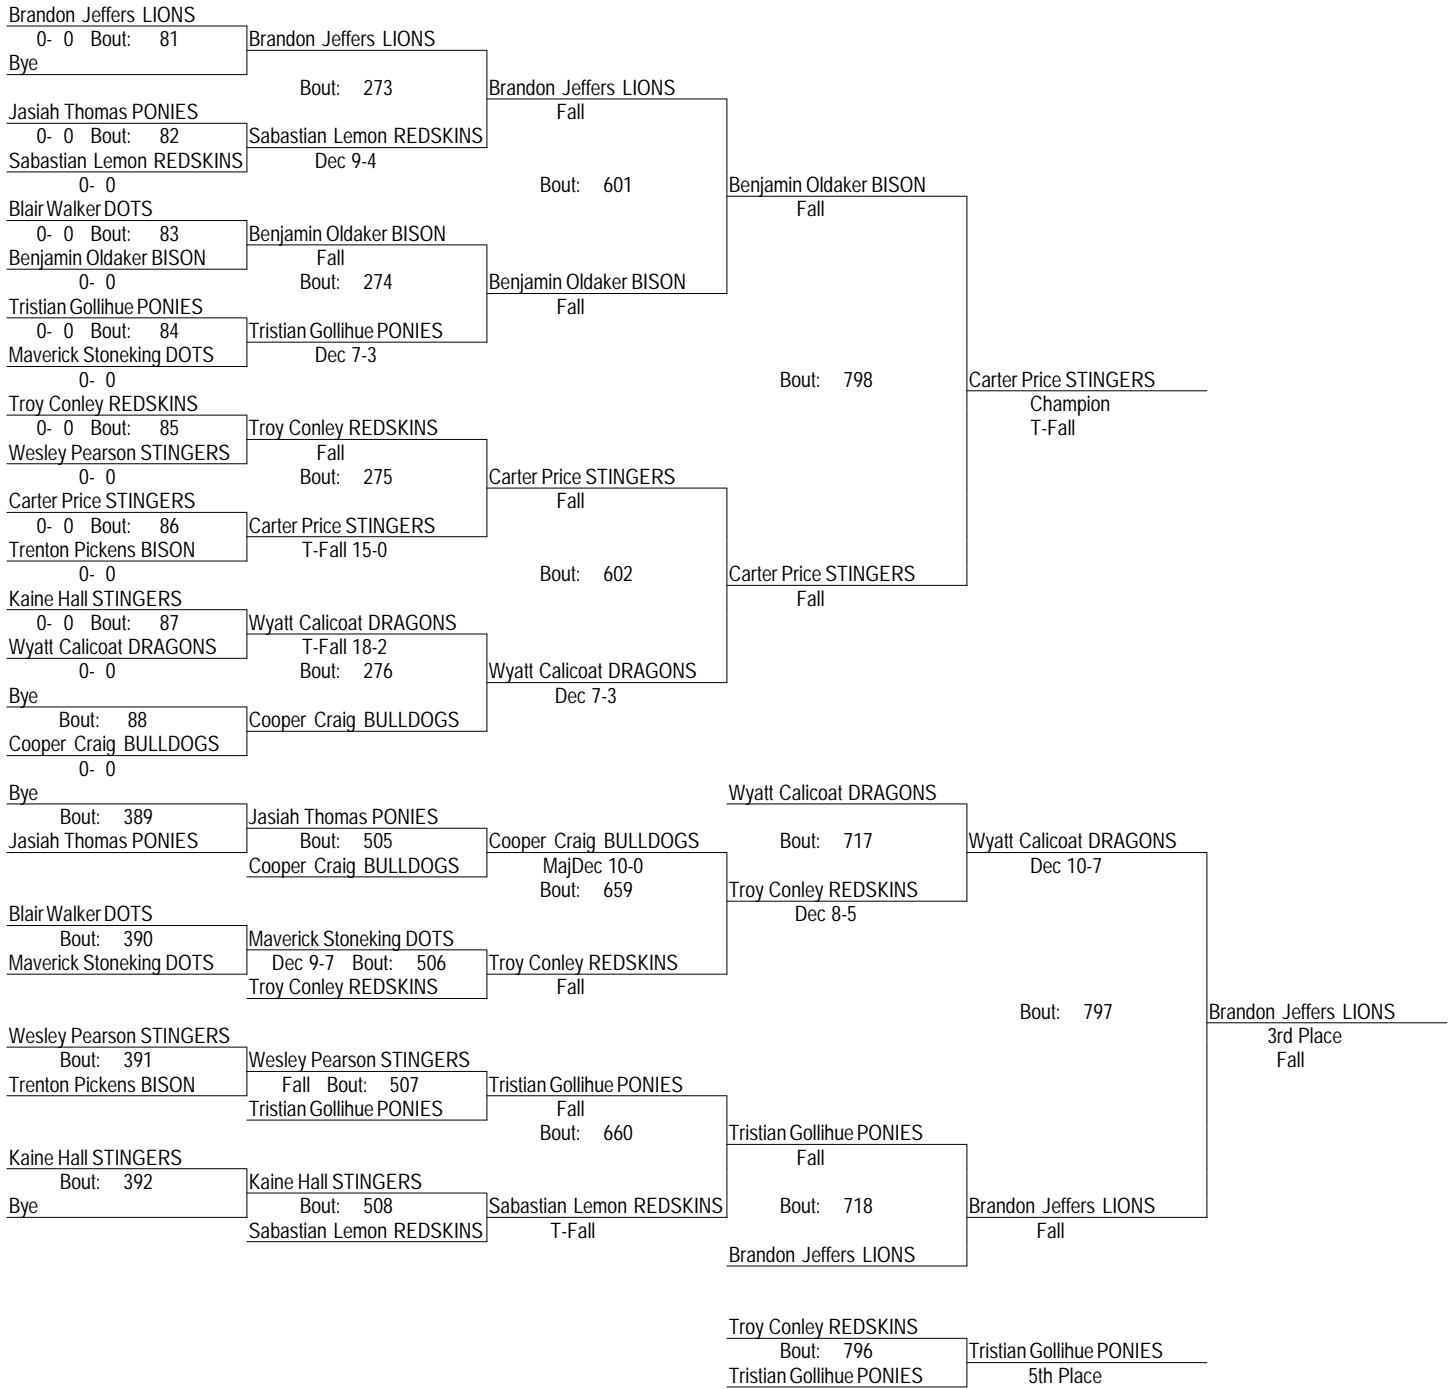 Brandon Jeffers LIONS
0- 0 Bout: 81
Brandon Jeffers LIONS
Bye
Bout: 273
Brandon Jeffers LIONS
Jasiah Thomas PONIES
Fall
0- 0 Bout: 82
Sabastian Lemon REDSKINS
Sabastian Lemon REDSKINS
Dec 9-4
0- 0
Bout: 601
Benjamin Oldaker BISON
Blair Walker DOTS
Fall
0- 0 Bout: 83
Benjamin Oldaker BISON
Benjamin Oldaker BISON
Fall
0- 0
Bout: 274
Benjamin Oldaker BISON
Tristian Gollihue PONIES
Fall
0- 0 Bout: 84
Tristian Gollihue PONIES
Maverick Stoneking DOTS
Dec 7-3
0- 0
Bout: 798
Carter Price STINGERS
Troy Conley REDSKINS
Champion
0- 0 Bout: 85
Troy Conley REDSKINS
T-Fall
Wesley Pearson STINGERS
Fall
0- 0
Bout: 275
Carter Price STINGERS
Carter Price STINGERS
Fall
0- 0 Bout: 86
Carter Price STINGERS
Trenton Pickens BISON
T-Fall 15-0
0- 0
Bout: 602
Carter Price STINGERS
Kaine Hall STINGERS
Fall
0- 0 Bout: 87
Wyatt Calicoat DRAGONS
Wyatt Calicoat DRAGONS
T-Fall 18-2
0- 0
Bout: 276
Wyatt Calicoat DRAGONS
Bye
Dec 7-3
Bout: 88
Cooper Craig BULLDOGS
Cooper Craig BULLDOGS
0- 0
Bye
Wyatt Calicoat DRAGONS
Bout: 389
Jasiah Thomas PONIES
Jasiah Thomas PONIES
Bout: 505
Cooper Craig BULLDOGS
Bout: 717
Wyatt Calicoat DRAGONS
Cooper Craig BULLDOGS
MajDec 10-0
Dec 10-7
Bout: 659
Troy Conley REDSKINS
Blair Walker DOTS
Dec 8-5
Bout: 390
Maverick Stoneking DOTS
Maverick Stoneking DOTS
Dec 9-7 Bout: 506
Troy Conley REDSKINS
Troy Conley REDSKINS
Fall
Bout: 797
Brandon Jeffers LIONS
Wesley Pearson STINGERS
3rd Place
Bout: 391
Wesley Pearson STINGERS
Fall
Trenton Pickens BISON
Fall Bout: 507
Tristian Gollihue PONIES
Tristian Gollihue PONIES
Fall
Bout: 660
Tristian Gollihue PONIES
Kaine Hall STINGERS
Fall
Bout: 392
Kaine Hall STINGERS
Bye
Bout: 508
Sabastian Lemon REDSKINS
Bout: 718
Brandon Jeffers LIONS
Sabastian Lemon REDSKINS
T-Fall
Fall
Brandon Jeffers LIONS
Troy Conley REDSKINS
Bout: 796
Tristian Gollihue PONIES
Tristian Gollihue PONIES
5th Place